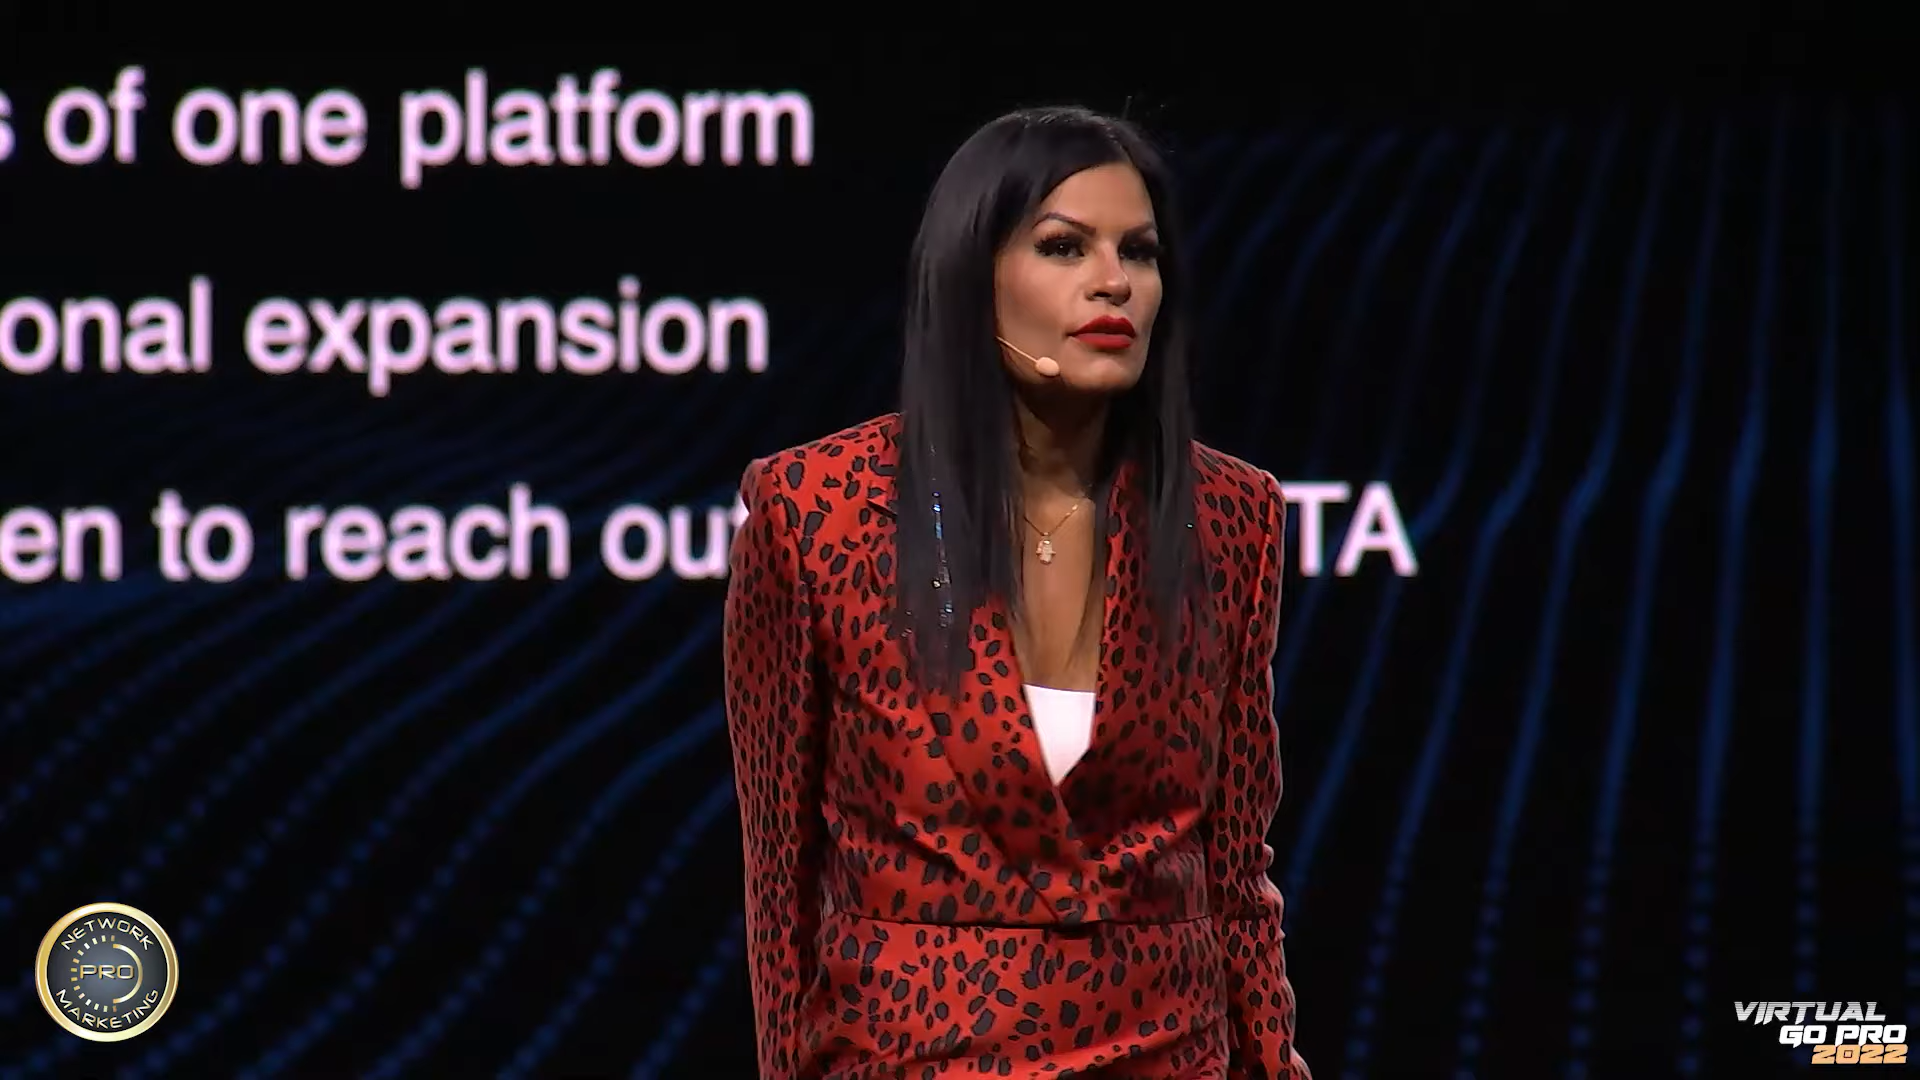 of one platform
onal expansion
en to reach ou TA
NETWORK
PRO
MARKETING
VIRTUAL
GO PRO
2022